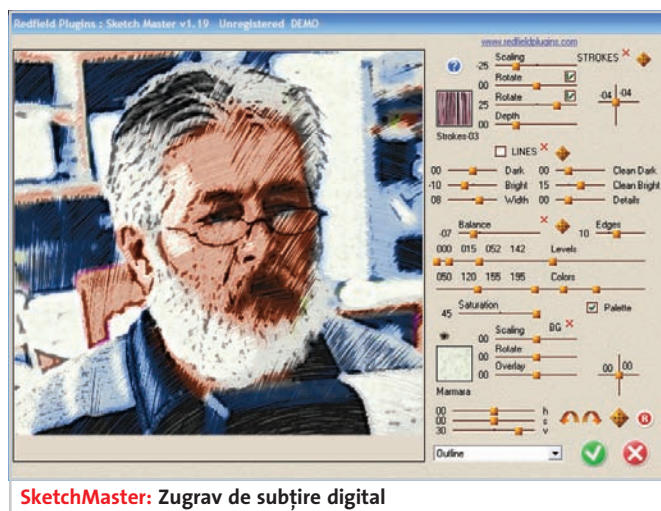 Redfield Plugins : Sketch Master v1.19 Unregistered DEMO
www.redfieldplugins.com
Scaling
STROKES
-25
Rotate
00
Rotate
-04 -04
25
Depth
00
Strokes-03
LINES
00 Dark 00 Clean Dark
-10 Bright 15 Clean Bright
08 Width 00 Details
Balance
Edges
-07
10
000 015 052 142 Levels
050 120 155 195 Colors
Saturation
Palette
45
Scaling
BG
00
Rotate
00
Overlay
00 00
00
Marmara
00 h
00 s
30 v
R
Outline
SketchMaster: Zugrav de subțire digital